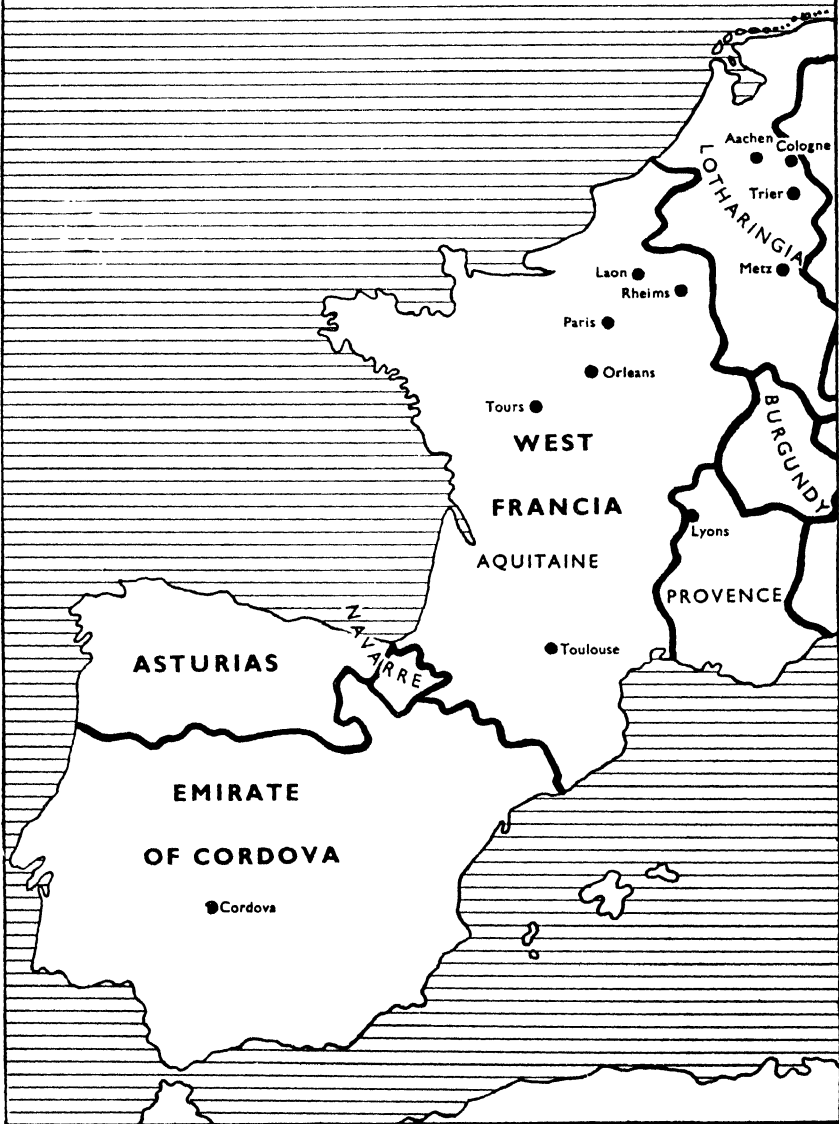 Aachen
Cologne
LOTHARINGIA
Trier
Metz
Laon
Rheims
Paris
Orleans
Tours
BURGUNDY
WEST
FRANCIA
Lyons
AQUITAINE
PROVENCE
NAVARRE
Toulouse
ASTURIAS
EMIRATE
OF CORDOVA
Cordova